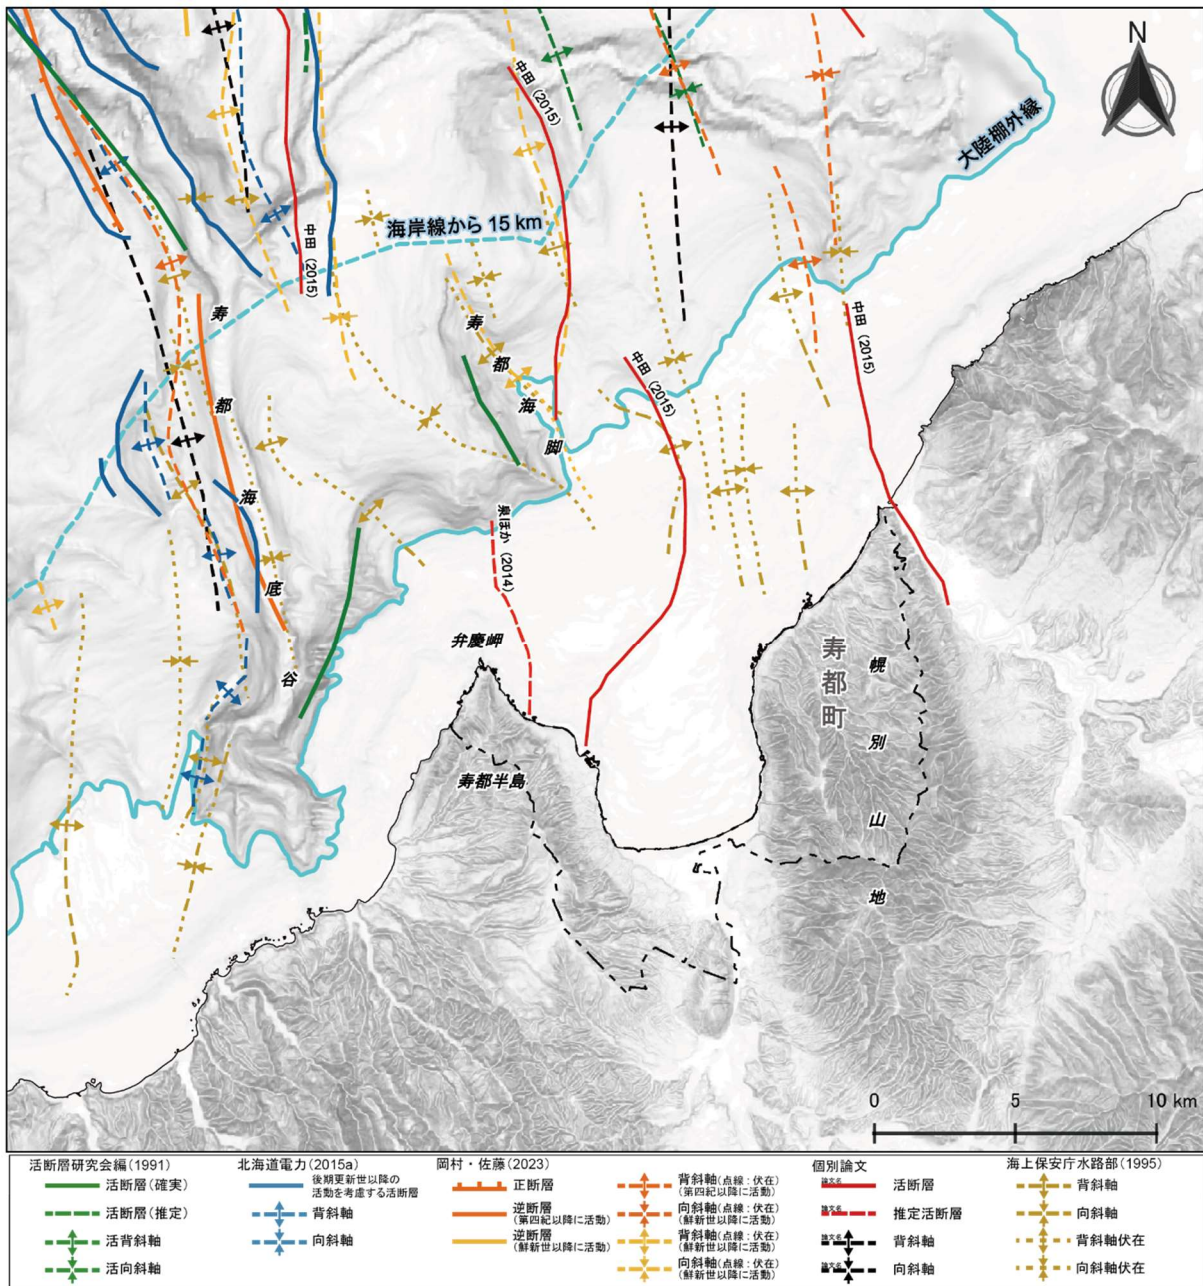 N
中田 (2015)
大陸棚外縁
海岸線から 15 km
中田 (2015)
寿都海底谷
寿都海脚
中田 (2015)
中田 (2015)
泉ほか (2014)
弁慶岬
寿都町
幌別山地
寿都半島
0 5 10 km
活断層研究会編(1991)
活断層(確実)
活断層(推定)
活背斜軸
活向斜軸
北海道電力(2015a)
後期更新世以降の
活動を考慮する活断層
背斜軸
向斜軸
岡村・佐藤(2023)
正断層
逆断層
(第四紀以降に活動)
逆断層
(鮮新世以降に活動)
背斜軸(点線:伏在)
(第四紀以降に活動)
向斜軸(点線:伏在)
(鮮新世以降に活動)
背斜軸(点線:伏在)
(鮮新世以降に活動)
向斜軸(点線:伏在)
(鮮新世以降に活動)
個別論文
論文名 活断層
論文名 推定活断層
論文名 背斜軸
論文名 向斜軸
海上保安庁水路部(1995)
背斜軸
向斜軸
背斜軸伏在
向斜軸伏在